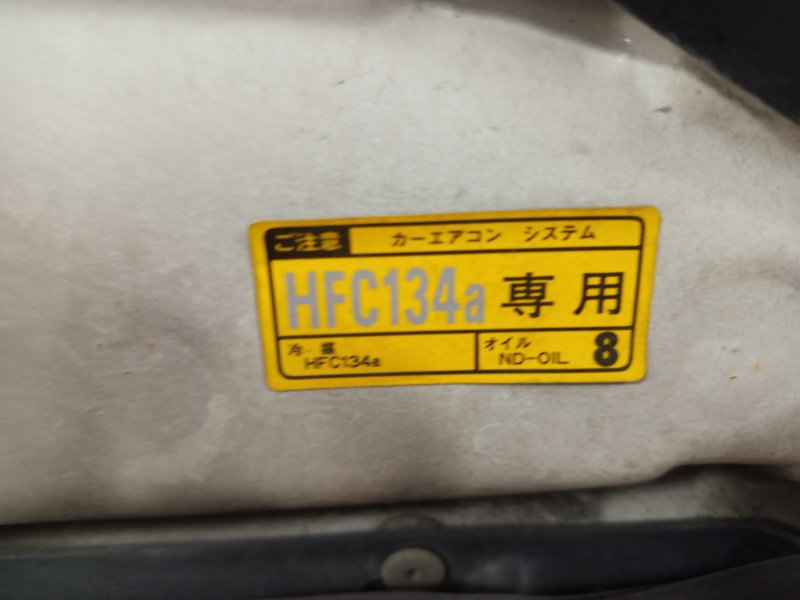 ご注意 カーエアコン システム
HFC134a 専用
冷 媒 オイル
HFC134a ND-OIL 8